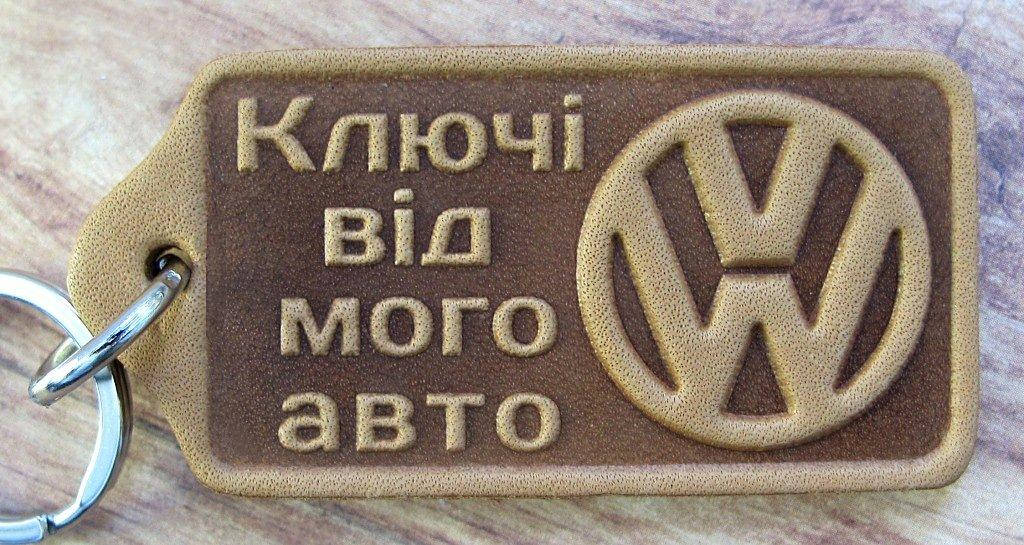 Ключі
від
мого
авто
VW